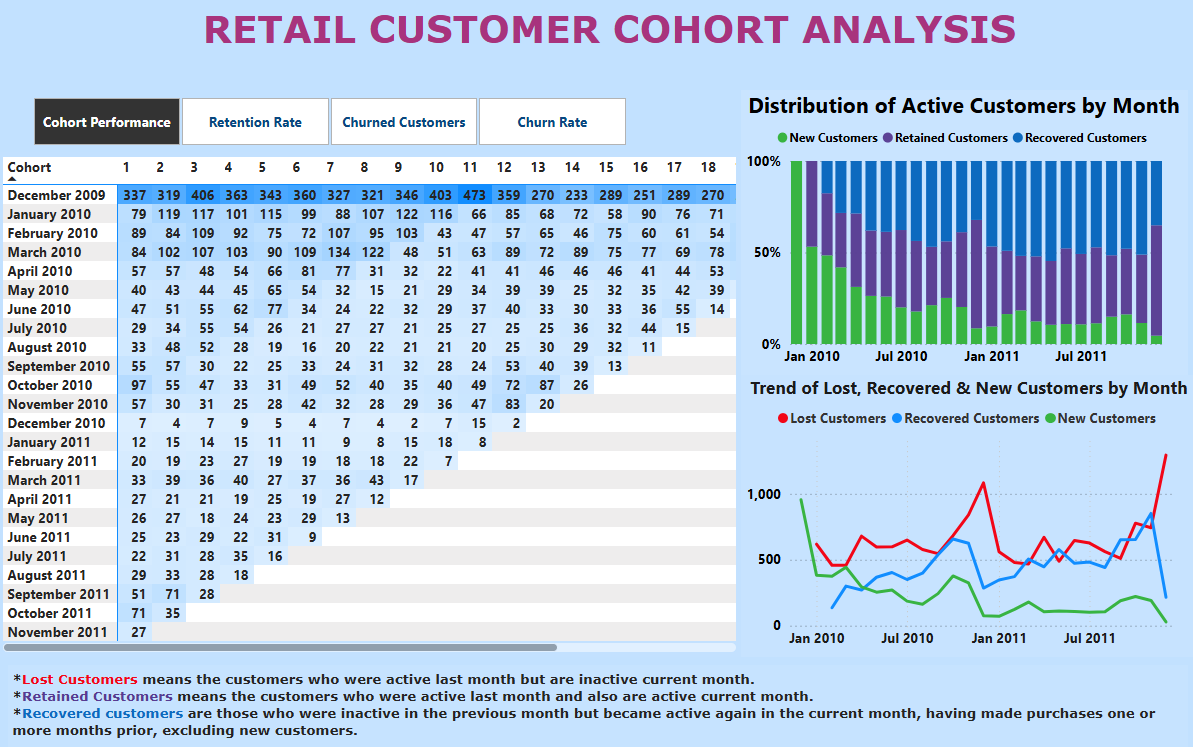 RETAIL CUSTOMER COHORT ANALYSIS
Cohort Performance Retention Rate Churned Customers Churn Rate
Cohort 1 2 3 4 5 6 7 8 9 10 11 12 13 14 15 16 17 18
December 2009 337 319 406 363 343 360 327 321 346 403 473 359 270 233 289 251 289 270
January 2010 79 119 117 101 115 99 88 107 122 116 66 85 68 72 58 90 76 71
February 2010 89 84 109 92 75 72 107 95 103 43 47 57 65 46 75 60 61 54
March 2010 84 102 107 103 90 109 134 122 48 51 63 89 72 89 75 77 69 78
April 2010 57 57 48 54 66 81 77 31 32 22 41 41 46 46 46 41 44 53
May 2010 40 43 44 45 65 54 32 15 21 29 34 39 39 25 32 35 42 39
June 2010 47 51 55 62 77 34 24 22 32 29 37 40 33 30 33 36 55 14
July 2010 29 34 55 54 26 21 27 27 21 25 27 25 25 36 32 44 15
August 2010 33 48 52 28 19 16 20 22 21 21 20 25 30 29 32 11
September 2010 55 57 30 22 25 33 24 31 32 28 24 53 40 39 13
October 2010 97 55 47 33 31 49 52 40 35 40 49 72 87 26
November 2010 57 30 31 25 28 42 32 28 29 36 47 83 20
December 2010 7 4 7 9 5 4 7 4 2 7 15 2
January 2011 12 15 14 15 11 11 9 8 15 18 8
February 2011 20 19 23 27 19 19 18 18 22 7
March 2011 33 39 36 40 27 37 36 43 17
April 2011 27 21 21 19 25 19 27 12
May 2011 26 27 18 24 23 29 13
June 2011 25 23 29 22 31 9
July 2011 22 31 28 35 16
August 2011 29 33 28 18
September 2011 51 71 28
October 2011 71 35
November 2011 27
Distribution of Active Customers by Month
New Customers Retained Customers Recovered Customers
100%
50%
0%
Jan 2010 Jul 2010 Jan 2011 Jul 2011
Trend of Lost, Recovered & New Customers by Month
Lost Customers Recovered Customers New Customers
1,000
500
0
Jan 2010 Jul 2010 Jan 2011 Jul 2011
*Lost Customers means the customers who were active last month but are inactive current month.
*Retained Customers means the customers who were active last month and also are active current month.
*Recovered customers are those who were inactive in the previous month but became active again in the current month, having made purchases one or
more months prior, excluding new customers.